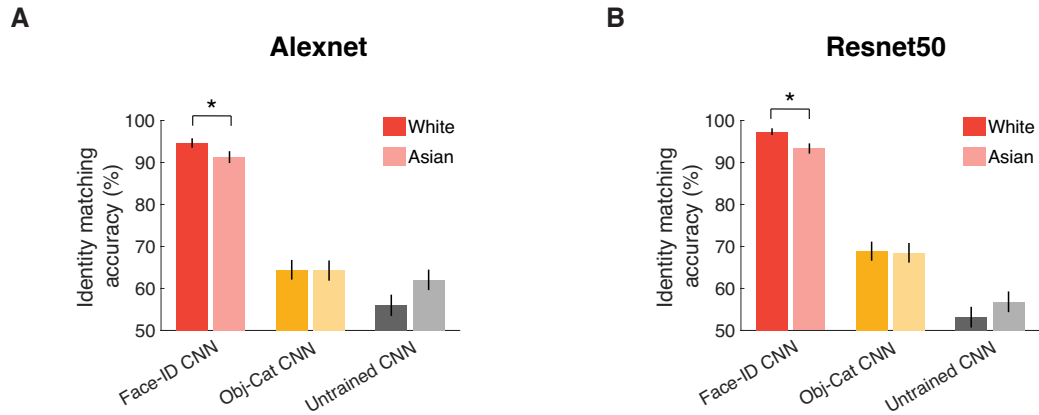 A
Alexnet
*
100
90
80
70
60
50
Identity matching
accuracy (%)
White
Asian
Face-ID CNN
Obj-Cat CNN
Untrained CNN
B
Resnet50
*
100
90
80
70
60
50
Identity matching
accuracy (%)
White
Asian
Face-ID CNN
Obj-Cat CNN
Untrained CNN